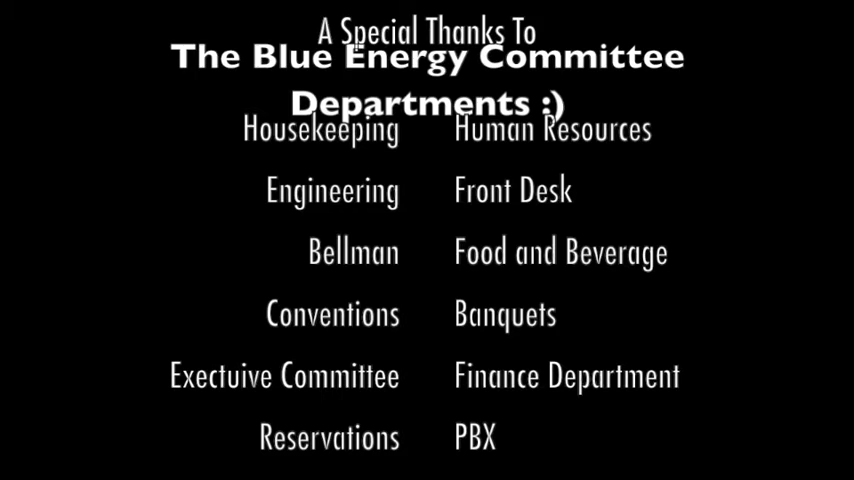 A Special Thanks To
The Blue Energy Committee
Departments :)
Housekeeping Human Resources
Engineering Front Desk
Bellman Food and Beverage
Conventions Banquets
Exectuive Committee Finance Department
Reservations PBX